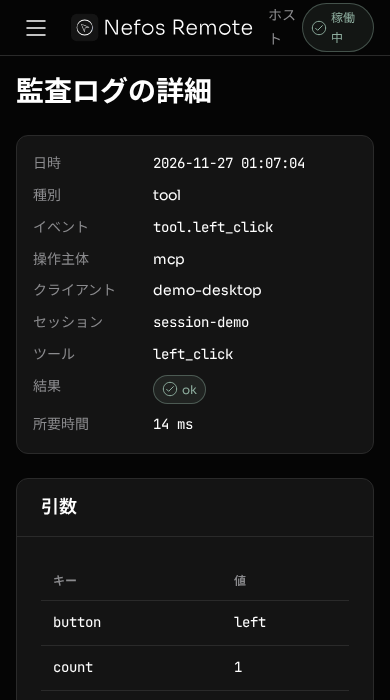 Nefos Remote
ホス
ト
稼働
中
監査ログの詳細
日時 2026-11-27 01:07:04
種別 tool
イベント tool.left_click
操作主体 mcp
クライアント demo-desktop
セッション session-demo
ツール left_click
結果 ok
所要時間 14 ms
引数
キー 値
button left
count 1